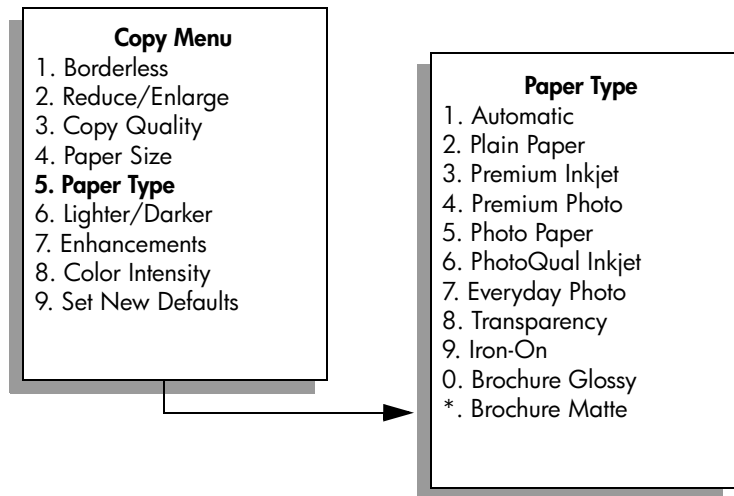 Copy Menu
1. Borderless
2. Reduce/Enlarge
3. Copy Quality
4. Paper Size
5. Paper Type
6. Lighter/Darker
7. Enhancements
8. Color Intensity
9. Set New Defaults
Paper Type
1. Automatic
2. Plain Paper
3. Premium Inkjet
4. Premium Photo
5. Photo Paper
6. PhotoQual Inkjet
7. Everyday Photo
8. Transparency
9. Iron-On
0. Brochure Glossy
*. Brochure Matte